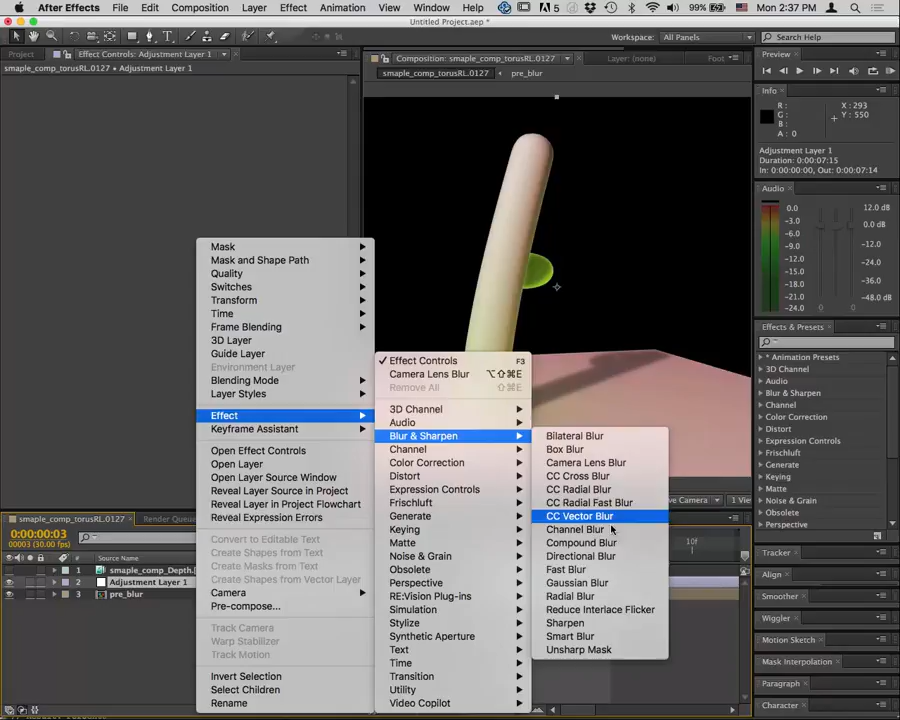 After Effects File Edit Composition Layer Effect Animation View Window Help 5 99% Mon 2:37 PM
Untitled Project.aep *
Workspace: All Panels Search Help
Project Effect Controls: Adjustment Layer 1 Composition: smaple_comp_torusRL.0127 Layer: (none) Foot Preview
smaple_comp_torusRL.0127 • Adjustment Layer 1 smaple_comp_torusRL.0127 pre_blur
Info
R: X: 293
G: Y: 550
B:
A: 0
Adjustment Layer 1
Duration: 0:00:07:15
In: 0:00:00:00, Out: 0:00:07:14
Audio
0.0 12.0 dB
-3.0
-6.0 0.0 dB
-9.0
-12.0 -12.0
-15.0 -24.0
-18.0 -36.0
-21.0
-24.0 -48.0 dB
Effects & Presets
* Animation Presets
3D Channel
Audio
Blur & Sharpen
Channel
Color Correction
Distort
Expression Controls
Frischluft
Generate
Keying
Matte
Noise & Grain
Obsolete
Perspective
Tracker
Align
Smoother
Wiggler
Motion Sketch
Mask Interpolation
Paragraph
Character
Mask
Mask and Shape Path
Quality
Switches
Transform
Time
Frame Blending
3D Layer
Guide Layer
Environment Layer
Blending Mode
Layer Styles
Effect
Keyframe Assistant
Open Effect Controls
Open Layer
Open Layer Source Window
Reveal Layer Source in Project
Reveal Layer in Project Flowchart
Reveal Expression Errors
Convert to Editable Text
Create Shapes from Text
Create Masks from Text
Create Shapes from Vector Layer
Camera
Pre-compose...
Track Camera
Warp Stabilizer
Track Motion
Invert Selection
Select Children
Rename
✓ Effect Controls F3
Camera Lens Blur ⌥⇧⌘E
Remove All ⇧⌘E
3D Channel
Audio
Blur & Sharpen
Channel
Color Correction
Distort
Expression Controls
Frischluft
Generate
Keying
Matte
Noise & Grain
Obsolete
Perspective
RE:Vision Plug-ins
Simulation
Stylize
Synthetic Aperture
Text
Time
Transition
Utility
Video Copilot
Bilateral Blur
Box Blur
Camera Lens Blur
CC Cross Blur
CC Radial Blur
CC Radial Fast Blur
CC Vector Blur
Channel Blur
Compound Blur
Directional Blur
Fast Blur
Gaussian Blur
Radial Blur
Reduce Interlace Flicker
Sharpen
Smart Blur
Unsharp Mask
Camera 1 View
smaple_comp_torusRL.0127 Render Queue
0:00:00:03
00003 (30.00 fps)
# Source Name
1 smaple_comp_Depth.[
2 Adjustment Layer 1
3 pre_blur
10f